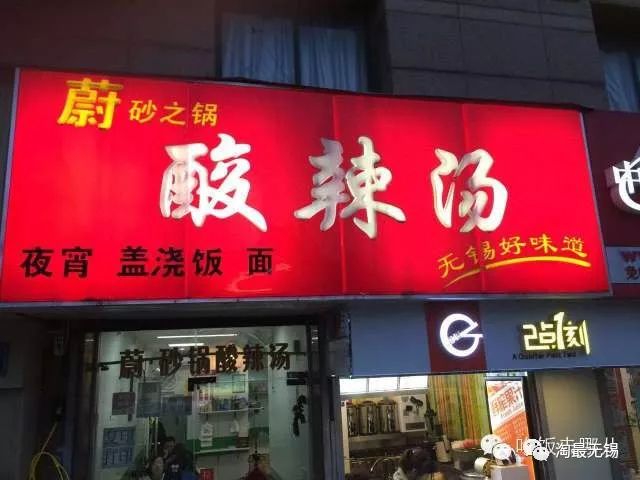 蔚 砂之锅
酸辣汤
夜宵 盖浇饭 面
无锡好味道
2点1刻
A Quarter Past Two
蔚 砂锅酸辣汤
淘最无锡